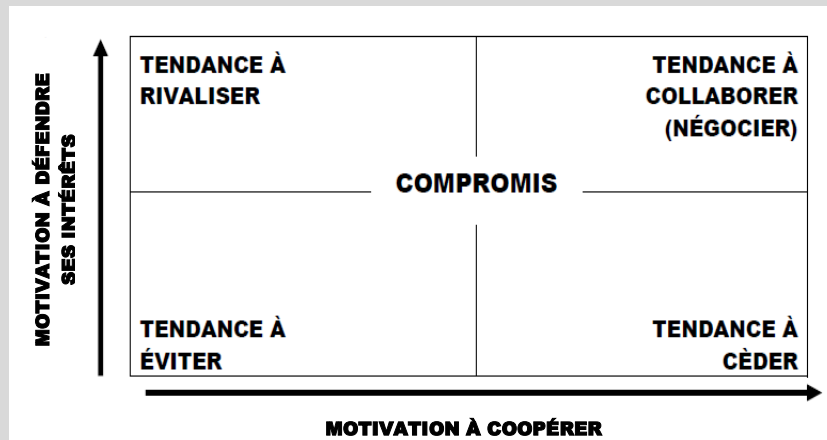 MOTIVATION À DÉFENDRE
SES INTÉRÊTS
TENDANCE À
RIVALISER
TENDANCE À
COLLABORER
(NÉGOCIER)
COMPROMIS
TENDANCE À
ÉVITER
TENDANCE À
CÈDER
MOTIVATION À COOPÉRER